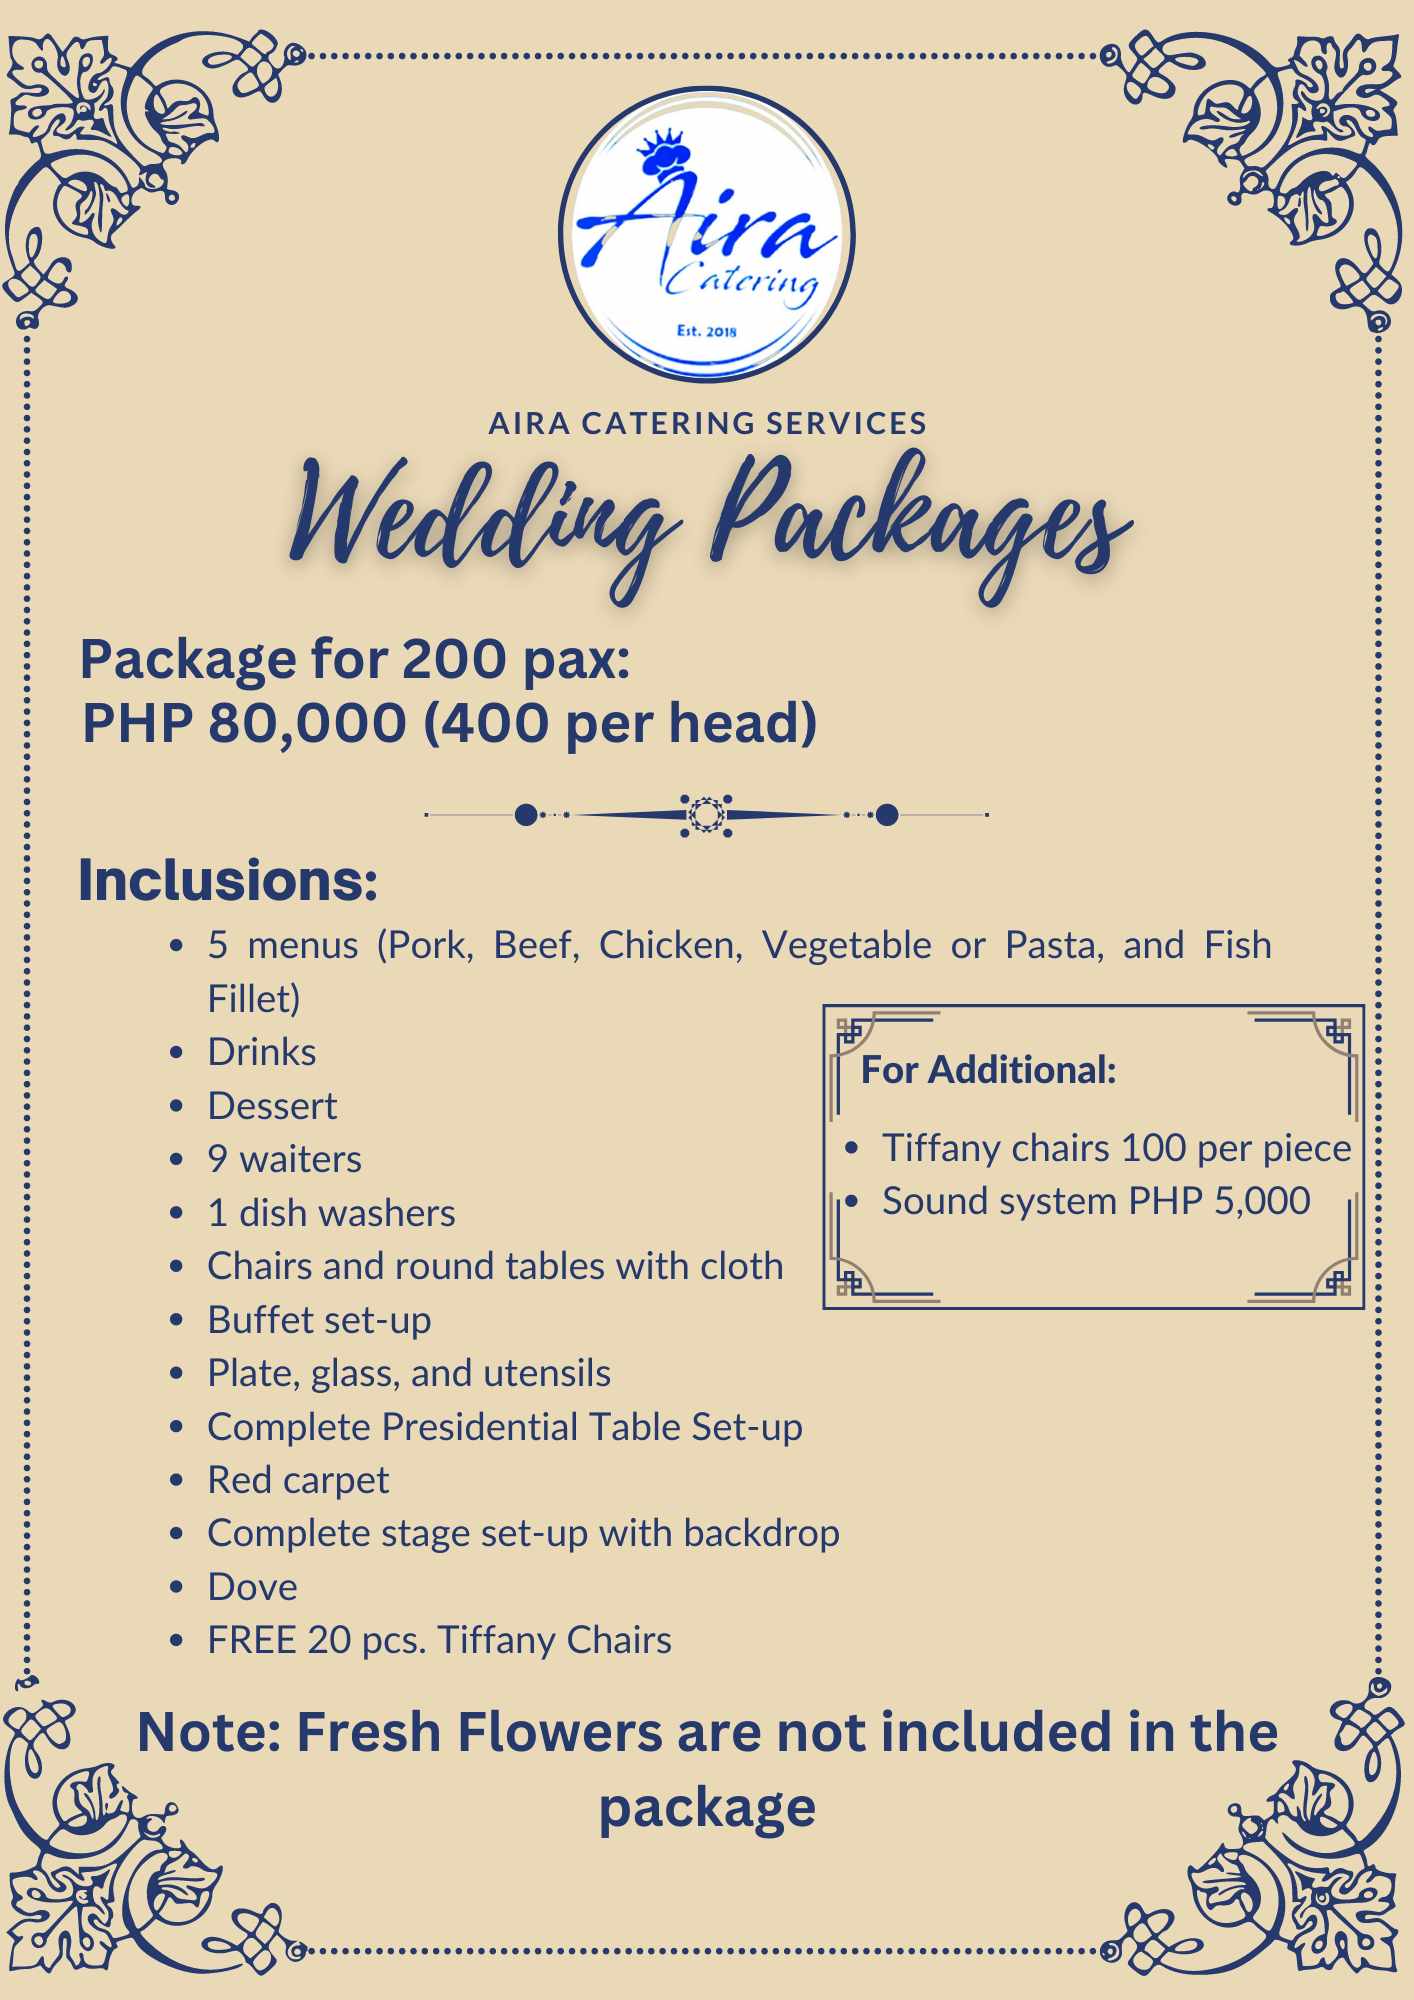 Aira
Catering
Est. 2018
AIRA CATERING SERVICES
Wedding Packages
Package for 200 pax:
PHP 80,000 (400 per head)
Inclusions:
• 5 menus (Pork, Beef, Chicken, Vegetable or Pasta, and Fish
Fillet)
• Drinks
• Dessert
• 9 waiters
• 1 dish washers
• Chairs and round tables with cloth
• Buffet set-up
• Plate, glass, and utensils
• Complete Presidential Table Set-up
• Red carpet
• Complete stage set-up with backdrop
• Dove
• FREE 20 pcs. Tiffany Chairs
For Additional:
• Tiffany chairs 100 per piece
• Sound system PHP 5,000
Note: Fresh Flowers are not included in the
package